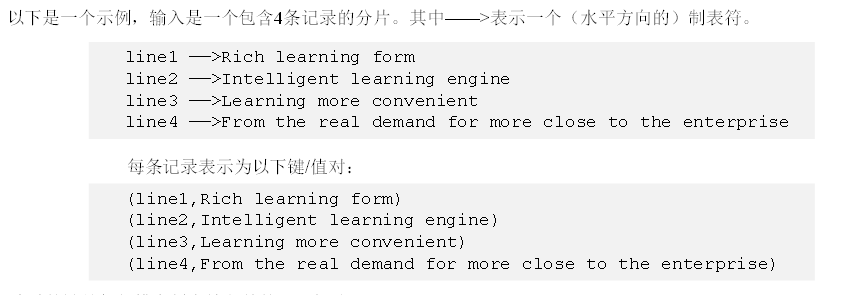 以下是一个示例，输入是一个包含4条记录的分片。其中——>表示一个（水平方向的）制表符。
line1 ——>Rich learning form
line2 ——>Intelligent learning engine
line3 ——>Learning more convenient
line4 ——>From the real demand for more close to the enterprise
每条记录表示为以下键/值对：
(line1,Rich learning form)
(line2,Intelligent learning engine)
(line3,Learning more convenient)
(line4,From the real demand for more close to the enterprise)